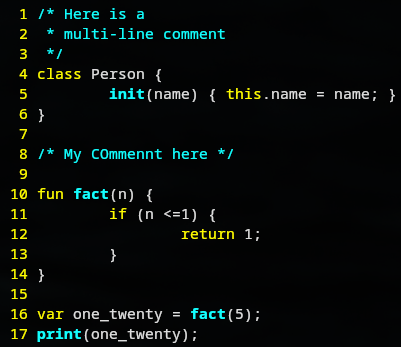 1 /* Here is a
2  * multi-line comment
3  */
4 class Person {
5         init(name) { this.name = name; }
6 }
7
8 /* My COmmennt here */
9
10 fun fact(n) {
11         if (n <=1) {
12                 return 1;
13         }
14 }
15
16 var one_twenty = fact(5);
17 print(one_twenty);